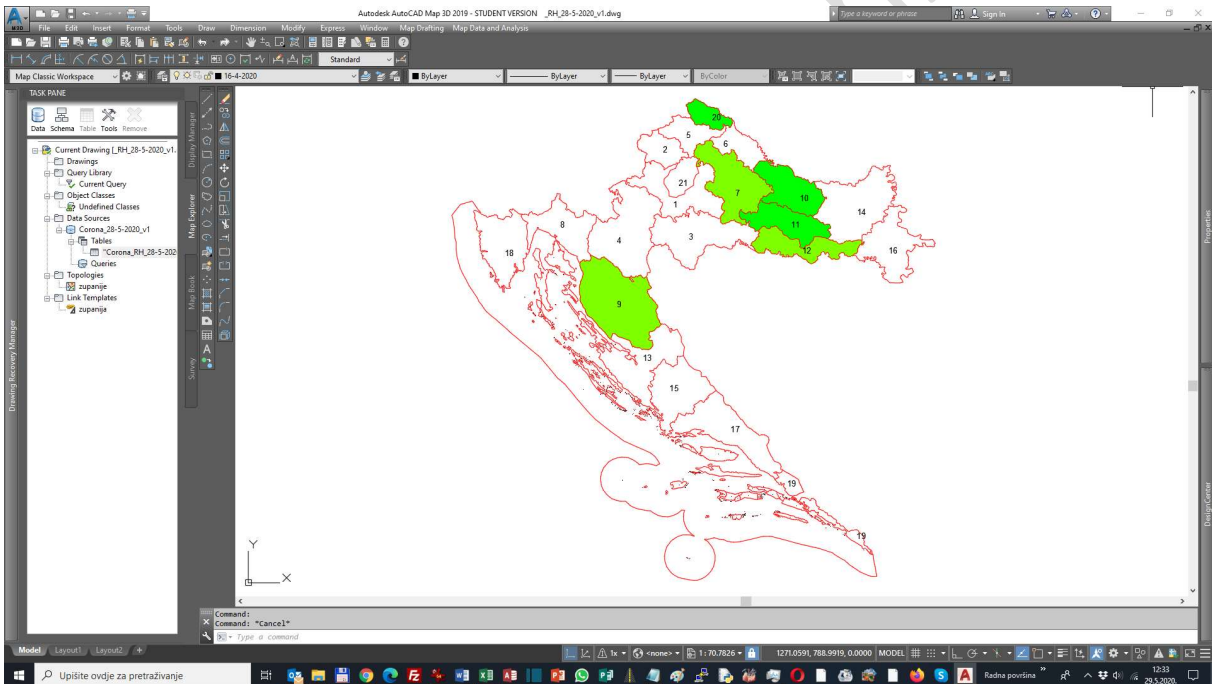 Autodesk AutoCAD Map 3D 2019 - STUDENT VERSION _RH_28-5-2020_v1.dwg
Type a keyword or phrase
Sign In
File Edit Insert Format Tools Draw Dimension Modify Express Window Map Drafting Map Data and Analysis
Standard
Map Classic Workspace
16-4-2020
ByLayer
ByLayer
ByLayer
ByColor
TASK PANE
Data Schema Table Tools Remove
Current Drawing [_RH_28-5-2020_v1.
Drawings
Query Library
Current Query
Object Classes
Undefined Classes
Data Sources
Corona_28-5-2020_v1
Tables
"Corona_RH_28-5-202
Queries
Topologies
zupanije
Link Templates
zupanija
Display Manager
Map Explorer
Map Book
Survey
Drawing Recovery Manager
Properties
DesignCenter
20
5
2
6
21
7
10
1
14
11
3
12
16
8
4
18
9
13
15
17
19
19
Y
X
Command:
Command: *Cancel*
Type a command
Model Layout1 Layout2 +
1x
<none>
1:70.7826
1271.0591, 788.9919, 0.0000 MODEL
Upišite ovdje za pretraživanje
Radna površina
12:33
29.5.2020.